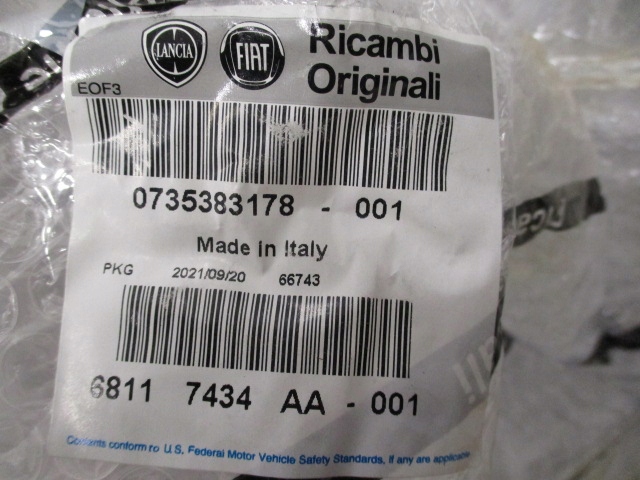 LANCIA FIAT Ricambi
Originali
EOF3
0735383178 - 001
Made in Italy
PKG 2021/09/20 66743
6811 7434 AA - 001
Contents conform to U.S. Federal Motor Vehicle Safety Standards, if any are applicable